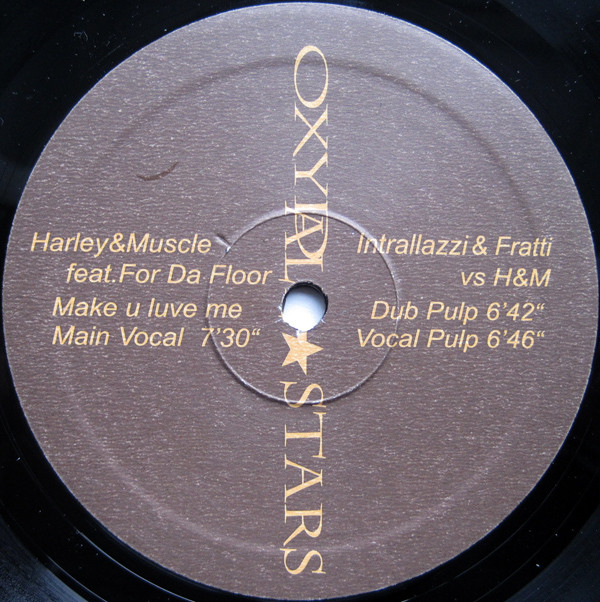 ★ STARS
Harley&Muscle
feat.For Da Floor
Make u luve me
Main Vocal 7'30“
Intrallazzi & Fratti
vs H&M
Dub Pulp 6'42“
Vocal Pulp 6'46“